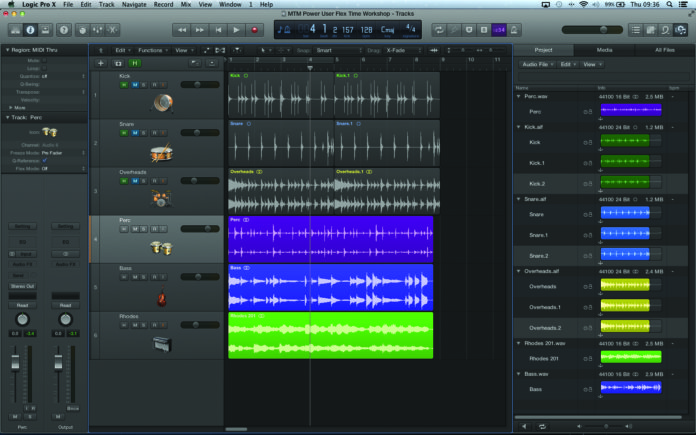 Logic Pro X File Edit Track Navigate Record Mix View Window 1 Help
99% Thu 09:36
MTM Power User Flex Time Workshop - Tracks
4 1 2 157 128 Cmaj 4/4
Region: MIDI Thru
Edit Functions View
Snap: Smart
Drag: X-Fade
Project Media All Files
Mute:
Loop:
Quantize: off
Q-Swing:
Transpose:
Velocity:
More
Track: Perc
Icon:
Channel: Audio 6
Freeze Mode: Pre Fader
Q-Reference:
Flex Mode: Off
Setting Setting
EQ EQ
Input
Audio FX Audio FX
Send
Stereo Out
Read Read
0.0 -3.4 0.0 -3.1
I R Bnce
M S M
Perc Output
H
1 2 3 4 5 6 7 8 9 10 11
1 Kick
H M S R I
Kick Kick.1
2 Snare
H M S R I
Snare Snare.1
3 Overheads
H M S R I
Overheads Overheads.1
4 Perc
H M S R I
Perc
5 Bass
H M S R I
Bass
6 Rhodes
H M S R I
Rhodes 201
Audio File Edit View
Name Info bpm
Perc.wav 44100 16 Bit 2.5 MB -
Perc
Kick.aif 44100 24 Bit 1.2 MB -
Kick
Kick.1
Kick.2
Snare.aif 44100 24 Bit 1.2 MB -
Snare
Snare.1
Snare.2
Overheads.aif 44100 24 Bit 2.4 MB -
Overheads
Overheads.1
Overheads.2
Rhodes 201.wav 44100 16 Bit 2.5 MB -
Rhodes 201
Bass.wav 44100 16 Bit 2.9 MB -
Bass